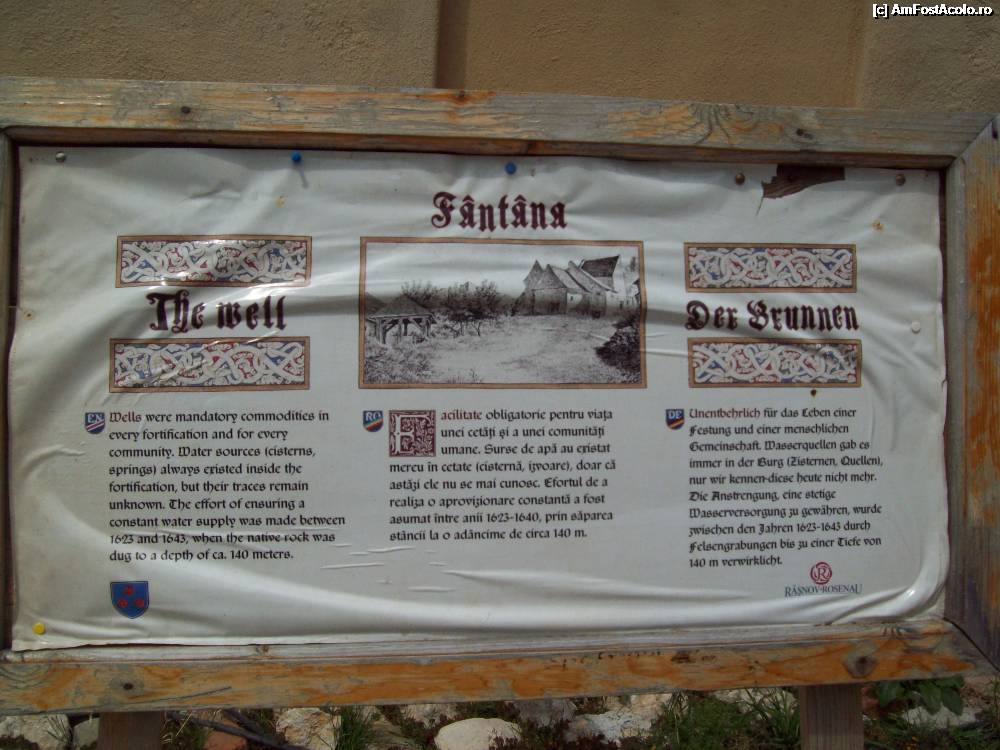 [c] AmFostAcolo.ro
Fântâna
The well
EN
Wells were mandatory commodities in
every fortification and for every
community. Water sources (cisterns,
springs) always existed inside the
fortification, but their traces remain
unknown. The effort of ensuring a
constant water supply was made between
1623 and 1643, when the native rock was
dug to a depth of ca. 140 meters.
RO
Facilitate obligatorie pentru viața
unei cetăți și a unei comunități
umane. Surse de apă au existat
mereu în cetate (cisternă, izvoare), doar că
astăzi ele nu se mai cunosc. Efortul de a
realiza o aprovizionare constantă a fost
asumat între anii 1623-1640, prin săparea
stâncii la o adâncime de circa 140 m.
Der Brunnen
DE
Unentbehrlich für das Leben einer
Festung und einer menschlichen
Gemeinschaft. Wasserquellen gab es
immer in der Burg (Zisternen, Quellen),
nur wir kennen-diese heute nicht mehr.
Die Anstrengung, eine stetige
Wasserversorgung zu gewähren, wurde
zwischen den Jahren 1623-1643 durch
Felsengrabungen bis zu einer Tiefe von
140 m verwirklicht.
RÂȘNOV-ROSENAU